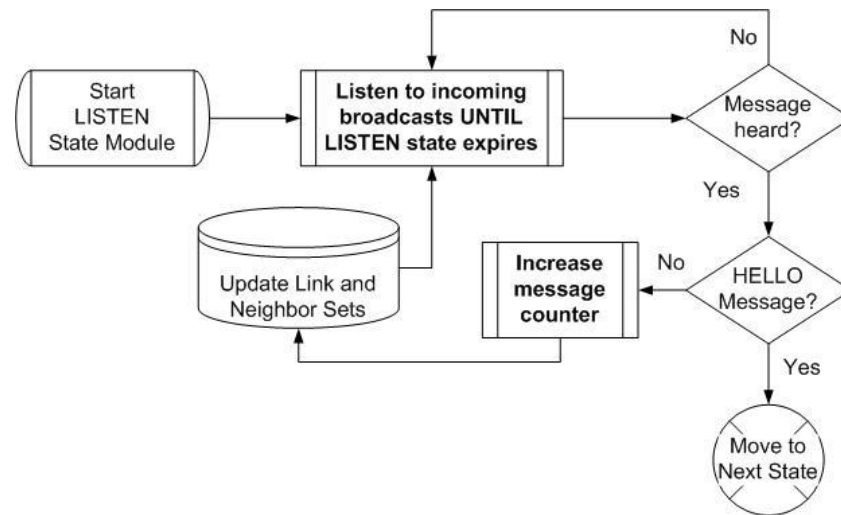 Start
LISTEN
State Module
Listen to incoming
broadcasts UNTIL
LISTEN state expires
No
Message
heard?
Yes
Update Link and
Neighbor Sets
Increase
message
counter
No
HELLO
Message?
Yes
Move to
Next State